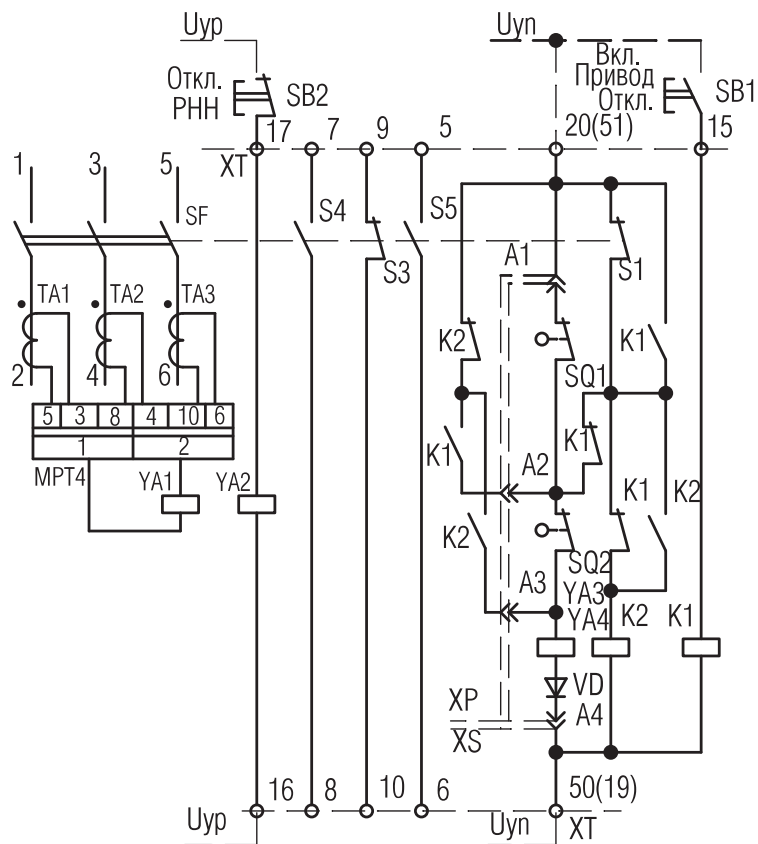 Uyp
Uyn
Откл.
РНН
SB2
Вкл.
Привод
Откл.
SB1
17
7
9
5
20(51)
15
XT
1
3
5
SF
S4
S3
S5
A1
S1
TA1
TA2
TA3
K2
SQ1
K1
2
4
6
5
3
8
4
10
6
1
2
MPT4
YA1
YA2
K1
A2
K1
K1
K2
K2
SQ2
A3
YA3
YA4
K2
K1
VD
XP
A4
XS
16
8
10
6
50(19)
Uyp
Uyn
XT